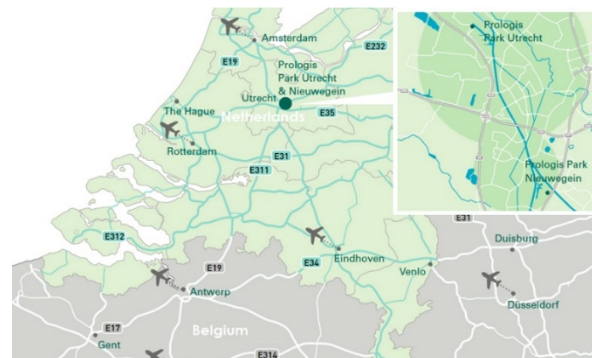 Amsterdam
E19
E232
Prologis
Park Utrecht
& Nieuwegein
Utrecht
The Hague
Netherlands
E35
Rotterdam
E31
E311
E312
E19
E34
Eindhoven
Venlo
E31
Duisburg
Düsseldorf
Antwerp
E17
Belgium
Gent
E314
Prologis
Park Utrecht
Prologis Park
Nieuwegein